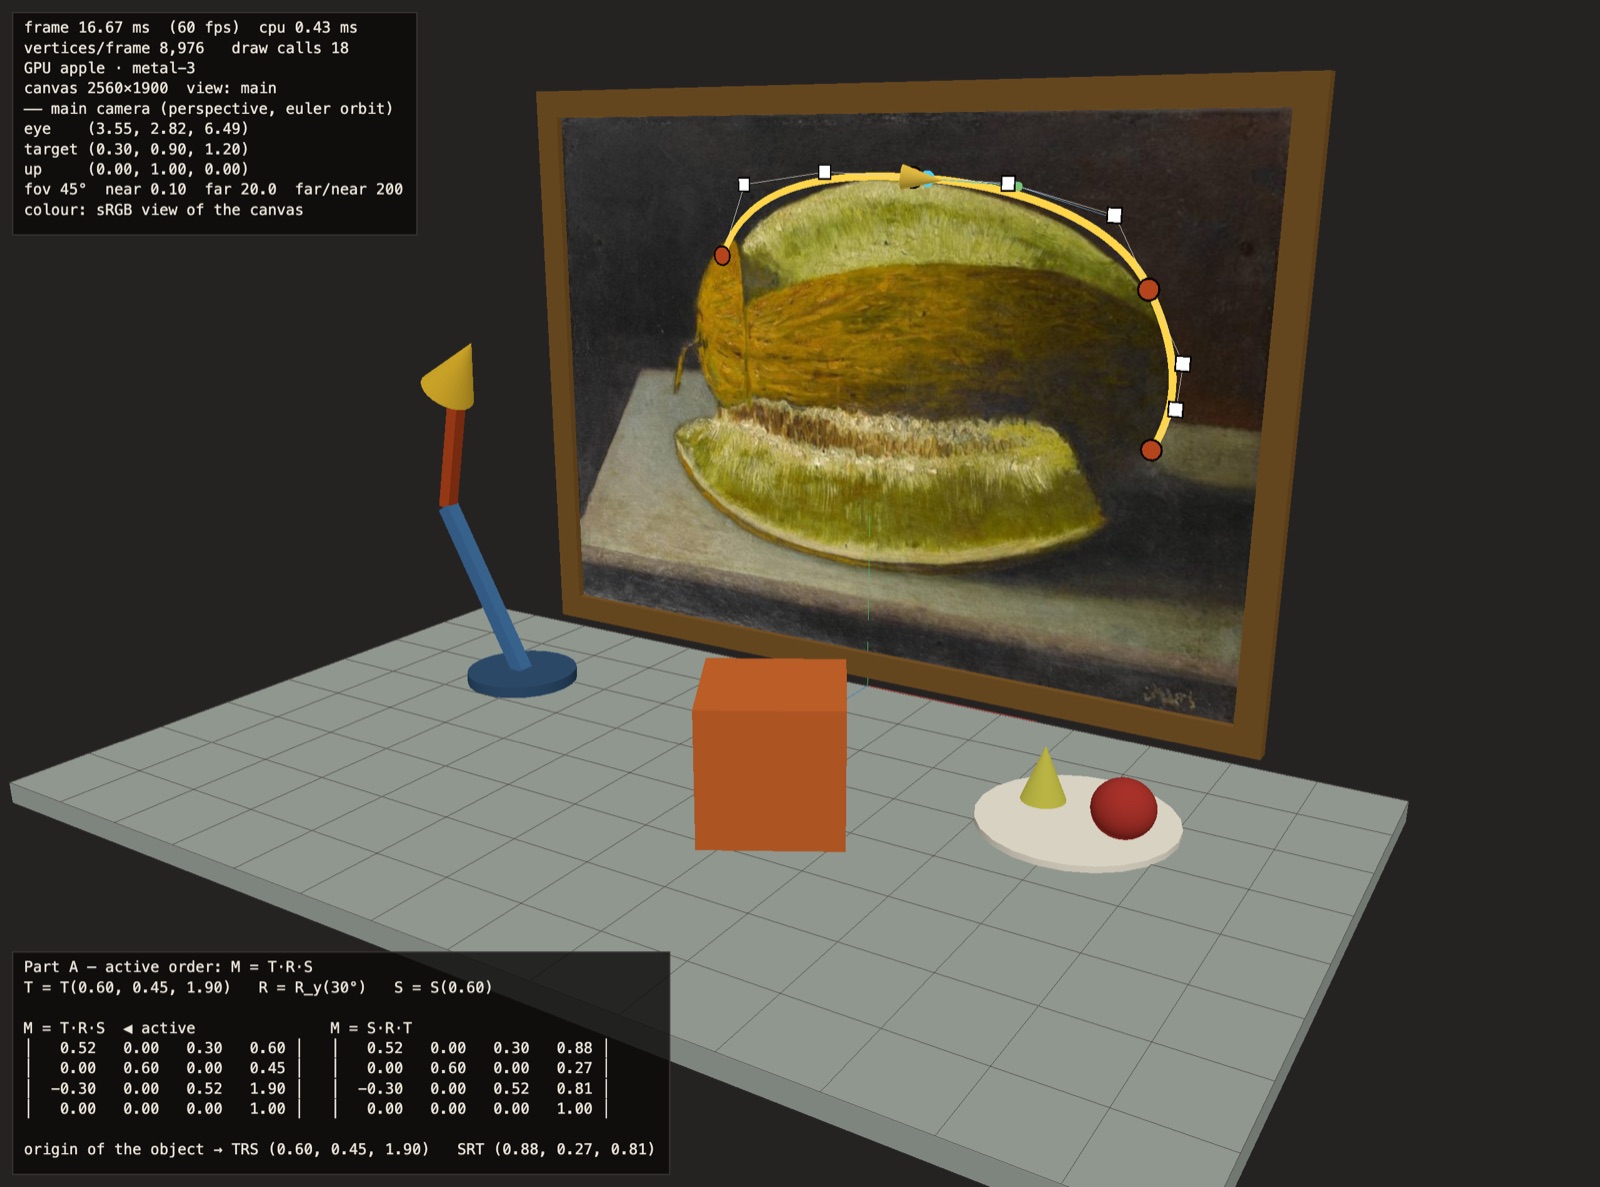 frame 16.67 ms  (60 fps)  cpu 0.43 ms
vertices/frame 8,976   draw calls 18
GPU apple · metal-3
canvas 2560×1900  view: main
── main camera (perspective, euler orbit)
eye    (3.55, 2.82, 6.49)
target (0.30, 0.90, 1.20)
up     (0.00, 1.00, 0.00)
fov 45°  near 0.10  far 20.0  far/near 200
colour: sRGB view of the canvas
Part A — active order: M = T·R·S
T = T(0.60, 0.45, 1.90)   R = R_y(30°)   S = S(0.60)
M = T·R·S  ◀ active               M = S·R·T
│   0.52   0.00   0.30   0.60 │   │   0.52   0.00   0.30   0.88 │
│   0.00   0.60   0.00   0.45 │   │   0.00   0.60   0.00   0.27 │
│  −0.30   0.00   0.52   1.90 │   │  −0.30   0.00   0.52   0.81 │
│   0.00   0.00   0.00   1.00 │   │   0.00   0.00   0.00   1.00 │
origin of the object → TRS (0.60, 0.45, 1.90)   SRT (0.88, 0.27, 0.81)